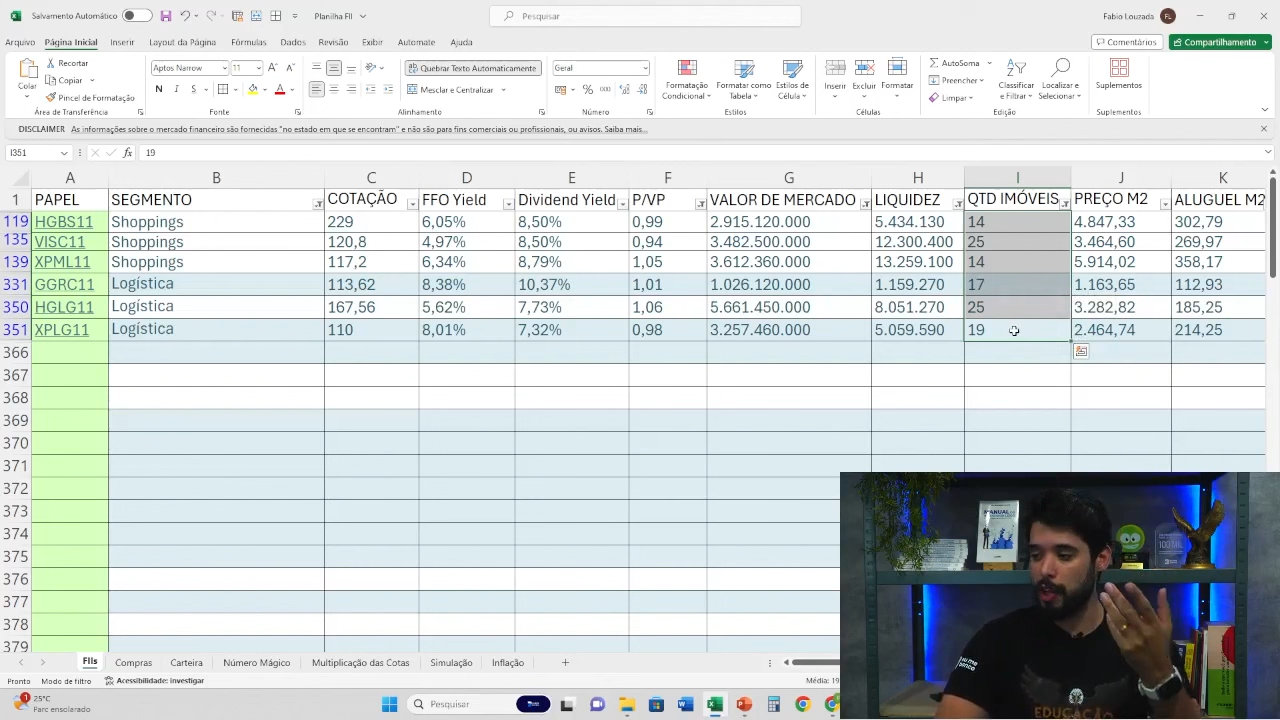 Salvamento Automático
Planilha FII
Pesquisar
Fabio Louzada
FL
Arquivo
Página Inicial
Inserir
Layout da Página
Fórmulas
Dados
Revisão
Exibir
Automate
Ajuda
Comentários
Compartilhamento
Colar
Recortar
Copiar
Pincel de Formatação
Área de Transferência
Aptos Narrow
11
N
I
S
Fonte
Quebrar Texto Automaticamente
Mesclar e Centralizar
Alinhamento
Geral
Número
Formatação Condicional
Formatar como Tabela
Estilos de Célula
Estilos
Inserir
Excluir
Formatar
Células
AutoSoma
Preencher
Limpar
Classificar e Filtrar
Localizar e Selecionar
Edição
Suplementos
Suplementos
DISCLAIMER As informações sobre o mercado financeiro são fornecidas "no estado em que se encontram" e não são para fins comerciais ou profissionais, ou avisos. Saiba mais...
I351
fx
19
A B C D E F G H I J K
1 PAPEL SEGMENTO COTAÇÃO FFO Yield Dividend Yield P/VP VALOR DE MERCADO LIQUIDEZ QTD IMÓVEIS PREÇO M2 ALUGUEL M2
119 HGBS11 Shoppings 229 6,05% 8,50% 0,99 2.915.120.000 5.434.130 14 4.847,33 302,79
135 VISC11 Shoppings 120,8 4,97% 8,50% 0,94 3.482.500.000 12.300.400 25 3.464,60 269,97
139 XPML11 Shoppings 117,2 6,34% 8,79% 1,05 3.612.360.000 13.259.100 14 5.914,02 358,17
331 GGRC11 Logística 113,62 8,38% 10,37% 1,01 1.026.120.000 1.159.270 17 1.163,65 112,93
350 HGLG11 Logística 167,56 5,62% 7,73% 1,06 5.661.450.000 8.051.270 25 3.282,82 185,25
351 XPLG11 Logística 110 8,01% 7,32% 0,98 3.257.460.000 5.059.590 19 2.464,74 214,25
366
367
368
369
370
371
372
373
374
375
376
377
378
379
MANUAL
100 MIL
EDUCAÇÃO
FIIs
Compras
Carteira
Número Mágico
Multiplicação das Cotas
Simulação
Inflação
Pronto
Modo de filtro
Acessibilidade: investigar
Média: 19
25°C
Parc ensolarado
Pesquisar